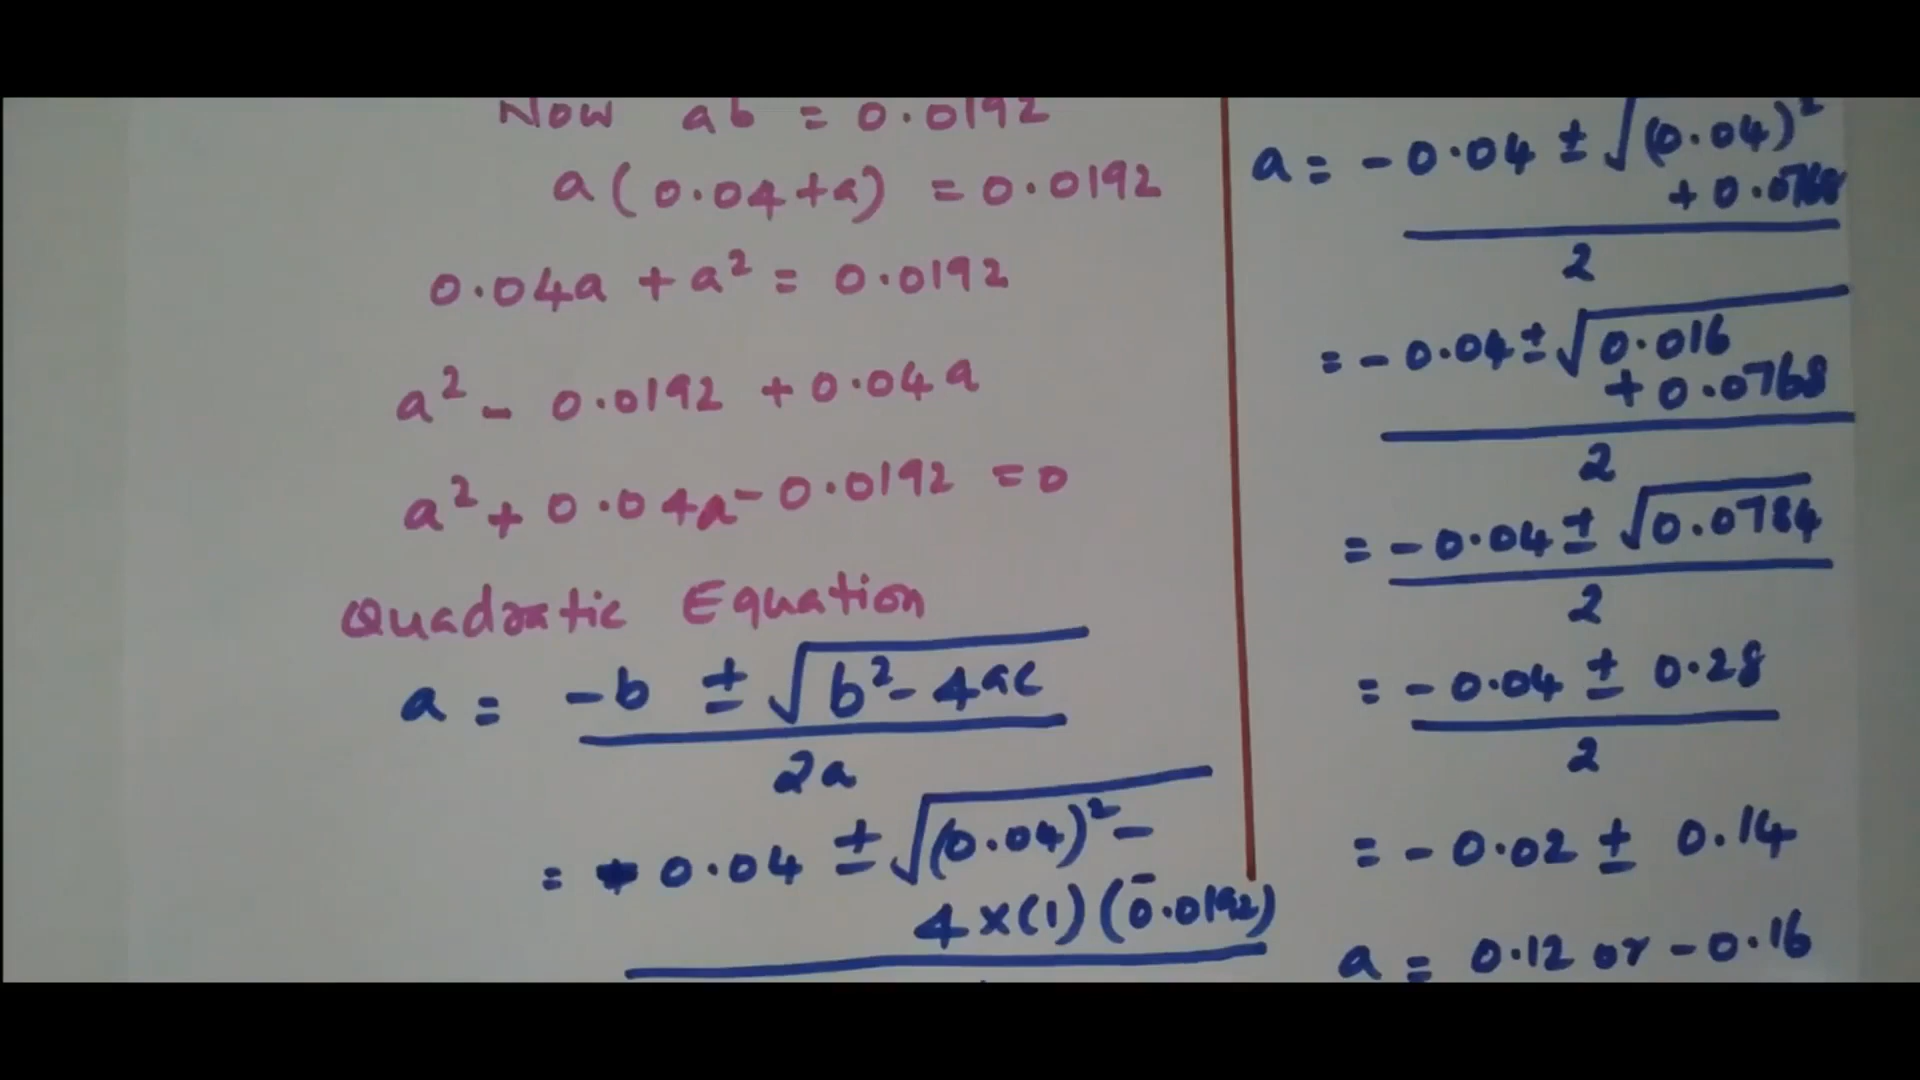 Now ab = 0.0192
a(0.04+a) = 0.0192
0.04a + a² = 0.0192
a² - 0.0192 + 0.04a
a² + 0.04a - 0.0192 = 0
Quadratic Equation
a = -b ± √b² - 4ac
2a
= - 0.04 ± √(0.04)² -
4 x (1) (-0.0192)
a = - 0.04 ± √(0.04)²
+ 0.0768
2
= - 0.04 ± √0.016
+ 0.0768
2
= - 0.04 ± √0.0784
2
= - 0.04 ± 0.28
2
= - 0.02 ± 0.14
a = 0.12 or - 0.16